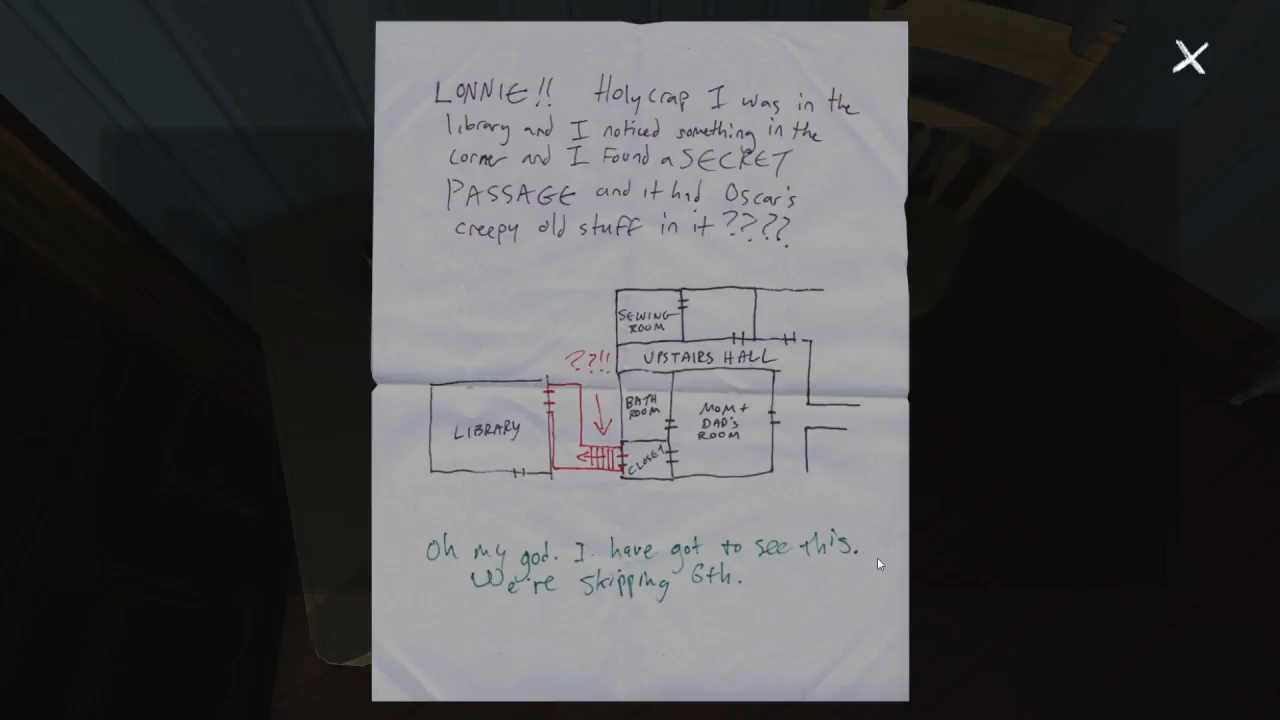 LONNIE!! Holy crap I was in the
library and I noticed something in the
corner and I found a SECRET
PASSAGE and it had Oscar's
creepy old stuff in it ????
SEWING
ROOM
??!!
UPSTAIRS HALL
BATH
ROOM
MOM +
DAD'S
ROOM
LIBRARY
CLOSET
Oh my god. I have got to see this.
We're skipping 6th.